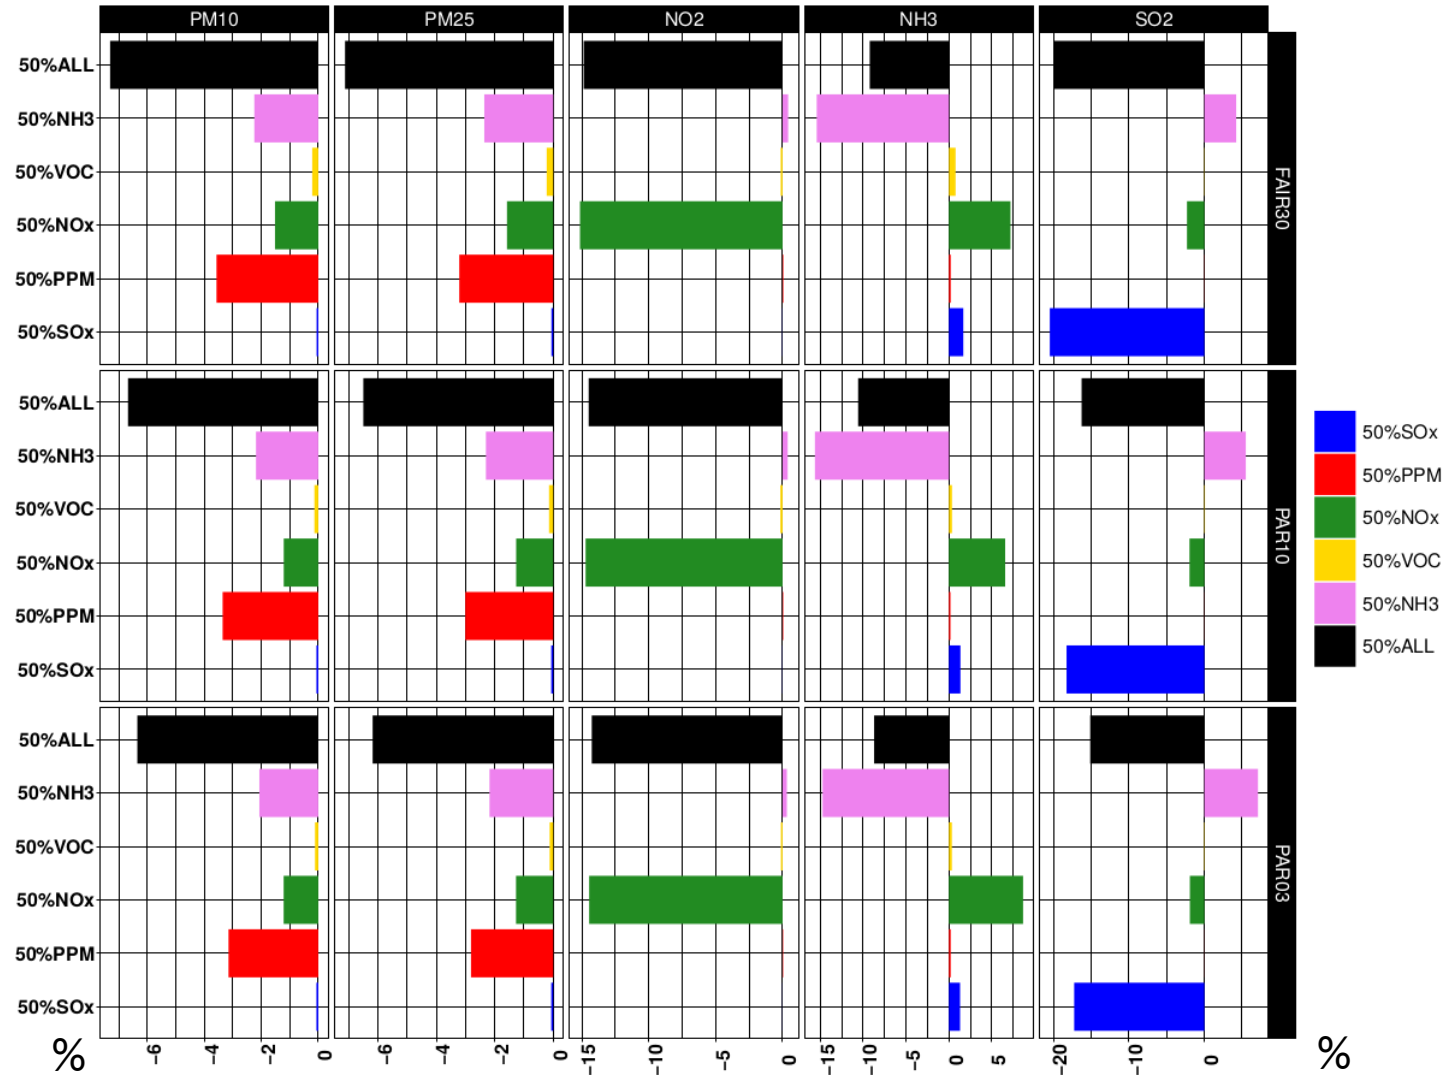 PM10 PM25 NO2 NH3 SO2
50%ALL
50%NH3
50%VOC
50%NOx
50%PPM
50%SOx
FAIR30
50%ALL
50%NH3
50%VOC
50%NOx
50%PPM
50%SOx
PAR10
50%ALL
50%NH3
50%VOC
50%NOx
50%PPM
50%SOx
PAR03
% −6 −4 −2 0 −6 −4 −2 0 −15 −10 −5 0 −15 −10 −5 0 5 −20 −10 0 %
50%SOx
50%PPM
50%NOx
50%VOC
50%NH3
50%ALL